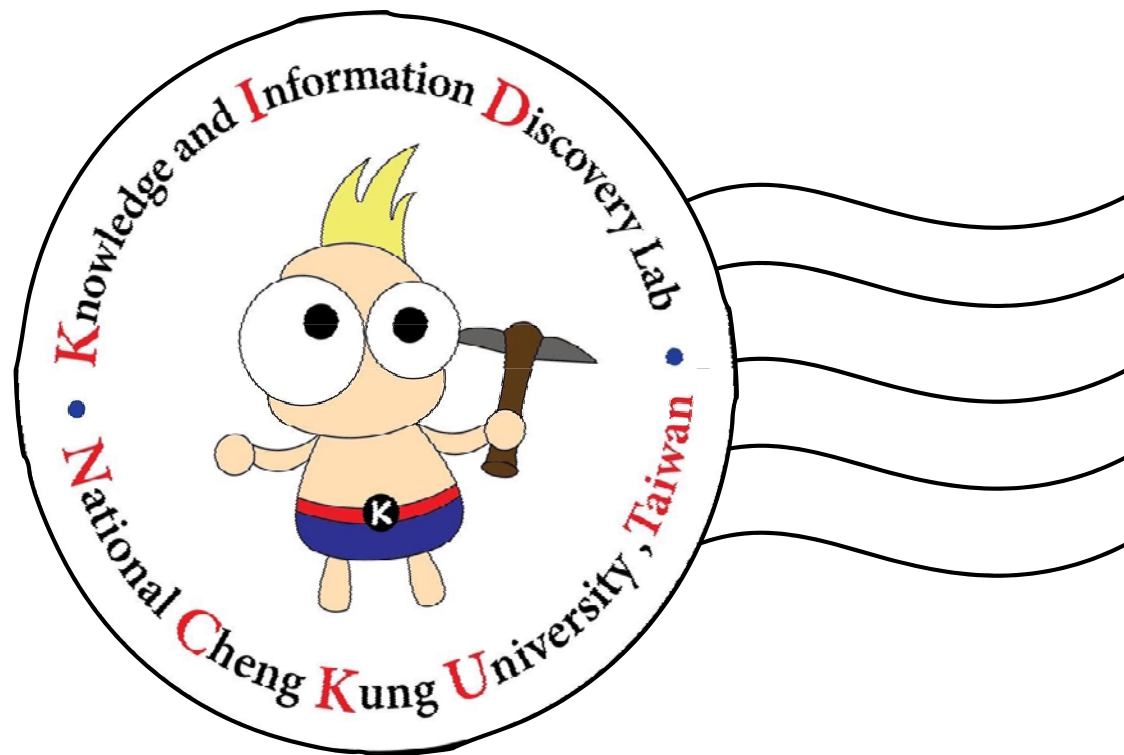 Knowledge and Information Discovery Lab
K
National Cheng Kung University , Taiwan